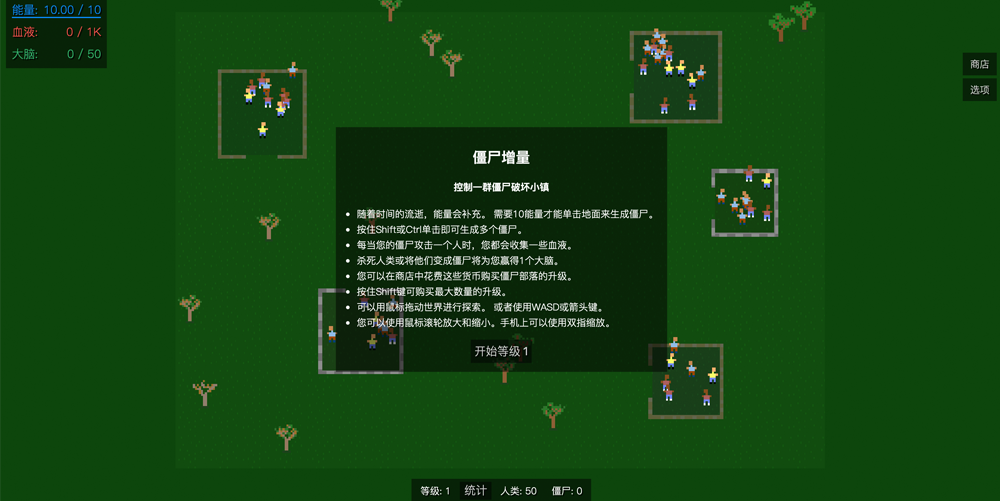 能量: 10.00 / 10
血液: 0 / 1K
大脑: 0 / 50
商店
选项
僵尸增量
控制一群僵尸破坏小镇
随着时间的流逝，能量会补充。 需要10能量才能单击地面来生成僵尸。
按住Shift或Ctrl单击即可生成多个僵尸。
每当您的僵尸攻击一个人时，您都会收集一些血液。
杀死人类或将他们变成僵尸将为您赢得1个大脑。
您可以在商店中花费这些货币购买僵尸部落的升级。
按住Shift键可购买最大数量的升级。
可以用鼠标拖动世界进行探索。 或者使用WASD或箭头键。
您可以使用鼠标滚轮放大和缩小。手机上可以使用双指缩放。
开始等级 1
等级: 1 统计 人类: 50 僵尸: 0